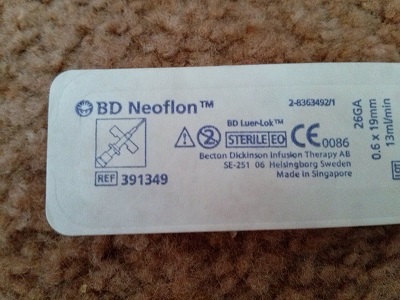 BD Neoflon™
2-8363492/1
BD Luer-Lok™
2
STERILE EO
CE 0086
Becton Dickinson Infusion Therapy AB
SE-251 06 Helsingborg Sweden
Made in Singapore
REF 391349
26GA
0.6 x 19mm
13ml/min